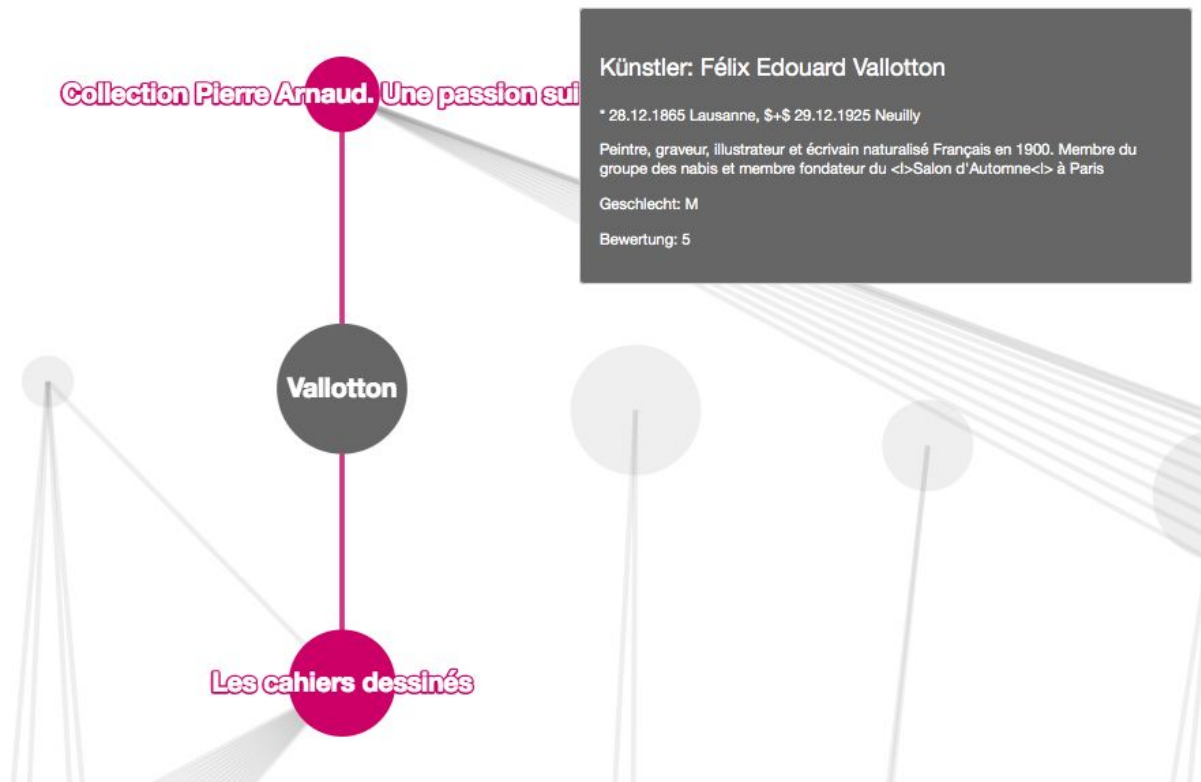 Collection Pierre Arnaud. Une passion sui
Künstler: Félix Edouard Vallotton
* 28.12.1865 Lausanne, $+$ 29.12.1925 Neuilly
Peintre, graveur, illustrateur et écrivain naturalisé Français en 1900. Membre du
groupe des nabis et membre fondateur du <I>Salon d'Automne<I> à Paris
Geschlecht: M
Bewertung: 5
Vallotton
Les cahiers dessinés